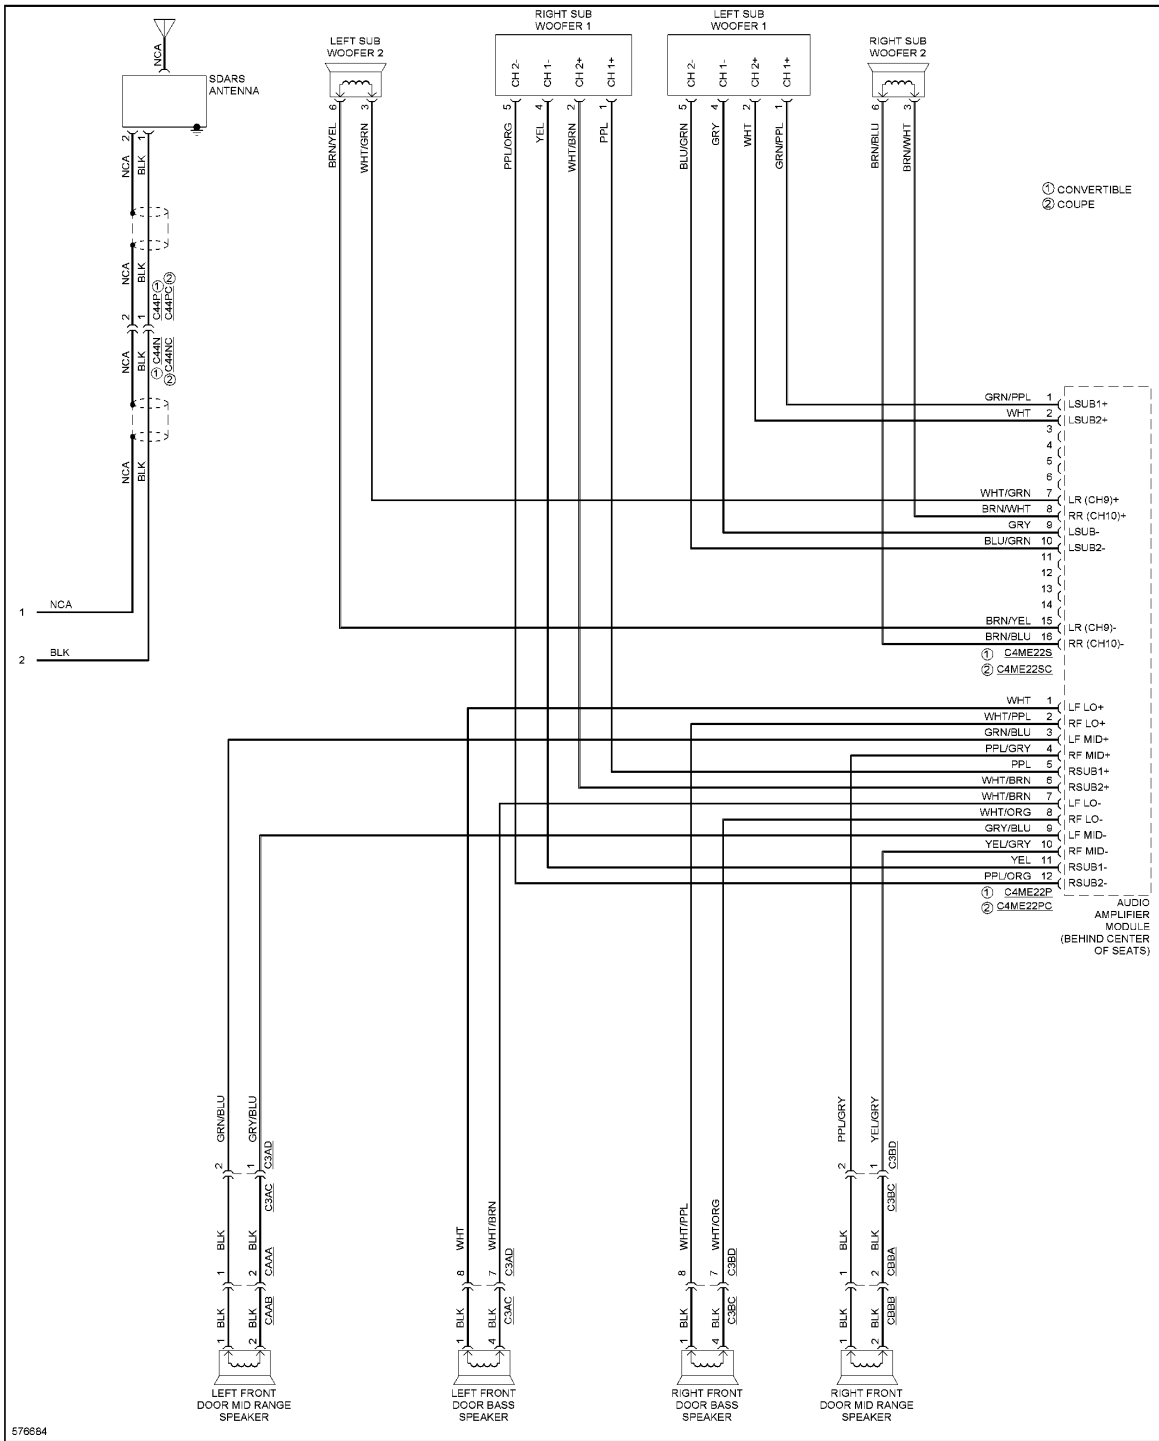 RIGHT SUB
WOOFER 1
LEFT SUB
WOOFER 1
LEFT SUB
WOOFER 2
RIGHT SUB
WOOFER 2
NCA
SDARS
ANTENNA
CH 2-
CH 1-
CH 2+
CH 1+
CH 2-
CH 1-
CH 2+
CH 1+
2
1
6
3
5
4
2
1
5
4
2
1
6
3
NCA
BLK
BRN/YEL
WHT/GRN
PPL/ORG
YEL
WHT/BRN
PPL
BLU/GRN
GRY
WHT
GRN/PPL
BRN/BLU
BRN/WHT
① CONVERTIBLE
② COUPE
NCA
BLK
C44P ①
C44PC ②
2
1
NCA
BLK
① C44N
② C44NC
NCA
BLK
1 NCA
2 BLK
GRN/PPL 1 LSUB1+
WHT 2 LSUB2+
3
4
5
6
WHT/GRN 7 LR (CH9)+
BRN/WHT 8 RR (CH10)+
GRY 9 LSUB-
BLU/GRN 10 LSUB2-
11
12
13
14
BRN/YEL 15 LR (CH9)-
BRN/BLU 16 RR (CH10)-
① C4ME22S
② C4ME22SC
WHT 1 LF LO+
WHT/PPL 2 RF LO+
GRN/BLU 3 LF MID+
PPL/GRY 4 RF MID+
PPL 5 RSUB1+
WHT/BRN 6 RSUB2+
WHT/BRN 7 LF LO-
WHT/ORG 8 RF LO-
GRY/BLU 9 LF MID-
YEL/GRY 10 RF MID-
YEL 11 RSUB1-
PPL/ORG 12 RSUB2-
① C4ME22P
② C4ME22PC
AUDIO
AMPLIFIER
MODULE
(BEHIND CENTER
OF SEATS)
GRN/BLU
GRY/BLU
PPL/GRY
YEL/GRY
2
1
C3AD
C3AC
2
1
C3BD
C3BC
BLK
BLK
WHT
WHT/BRN
WHT/PPL
WHT/ORG
BLK
BLK
1
2
CAAA
CAAB
8
7
C3AD
C3AC
8
7
C3BD
C3BC
1
2
CBBA
CBBB
BLK
BLK
BLK
BLK
BLK
BLK
BLK
BLK
1
2
1
4
1
4
1
2
LEFT FRONT
DOOR MID RANGE
SPEAKER
LEFT FRONT
DOOR BASS
SPEAKER
RIGHT FRONT
DOOR BASS
SPEAKER
RIGHT FRONT
DOOR MID RANGE
SPEAKER
576684